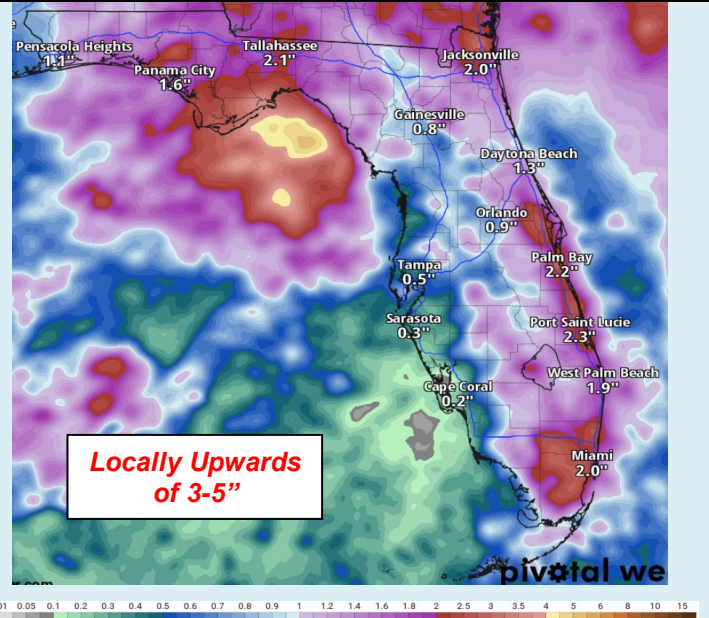 Pensacola Heights
1.1"
Panama City
1.6"
Tallahassee
2.1"
Jacksonville
2.0"
Gainesville
0.8"
Daytona Beach
1.3"
Orlando
0.9"
Palm Bay
2.2"
Tampa
0.5"
Sarasota
0.3"
Port Saint Lucie
2.3"
West Palm Beach
1.9"
Cape Coral
0.2"
Miami
2.0"
Locally Upwards
of 3-5”
pivotal we
er.com
01 0.05 0.1 0.2 0.3 0.4 0.5 0.6 0.7 0.8 0.9 1 1.2 1.4 1.6 1.8 2 2.5 3 3.5 4 5 6 8 10 15